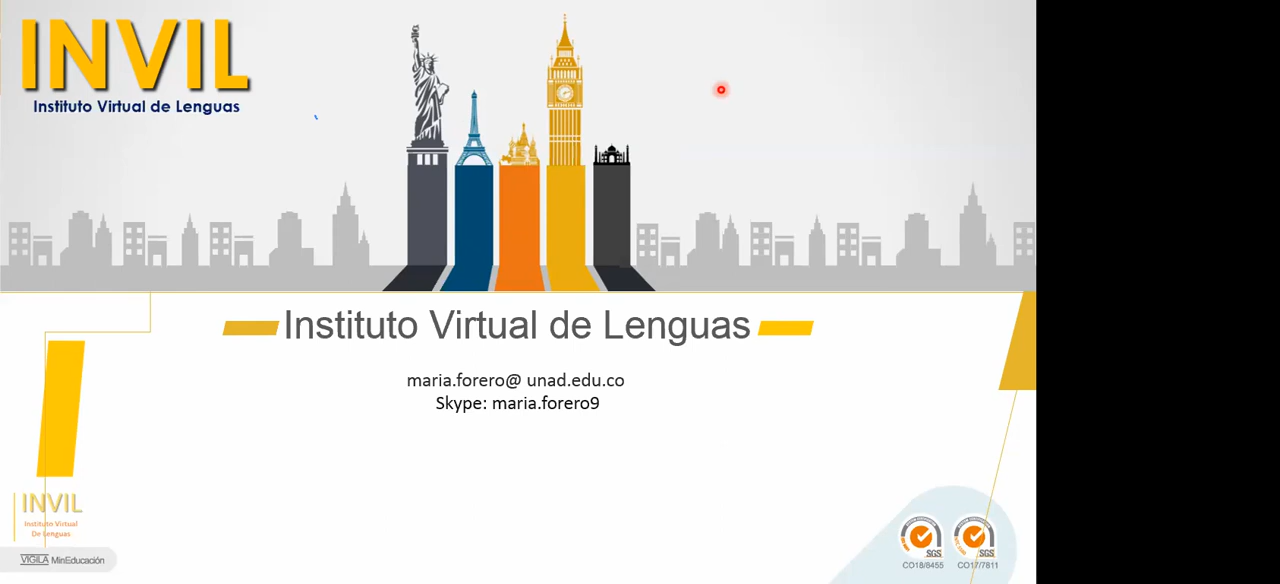 INVIL
Instituto Virtual de Lenguas
Instituto Virtual de Lenguas
maria.forero@ unad.edu.co
Skype: maria.forero9
INVIL
Instituto Virtual
De Lenguas
VIGILA MinEducación
SGS
SGS
CO18/8455
CO17/7811